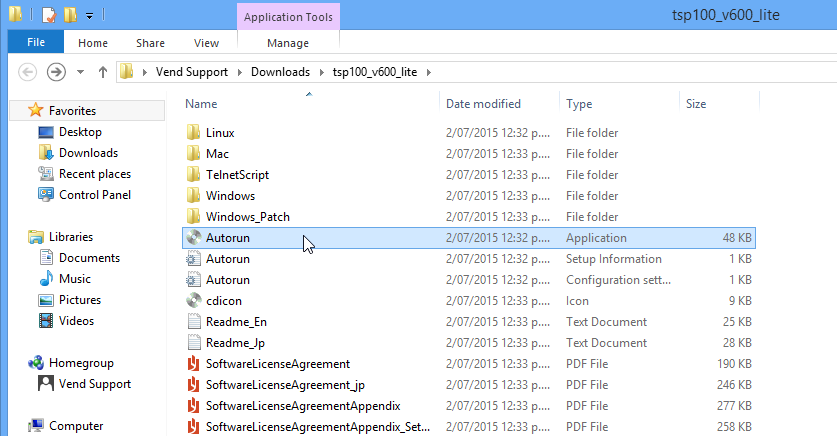 Application Tools
tsp100_v600_lite
File Home Share View Manage
Vend Support Downloads tsp100_v600_lite
Favorites
Desktop
Downloads
Recent places
Control Panel
Libraries
Documents
Music
Pictures
Videos
Homegroup
Vend Support
Computer
Name Date modified Type Size
Linux 2/07/2015 12:32 p.... File folder
Mac 2/07/2015 12:33 p.... File folder
TelnetScript 2/07/2015 12:33 p.... File folder
Windows 2/07/2015 12:33 p.... File folder
Windows_Patch 2/07/2015 12:33 p.... File folder
Autorun 2/07/2015 12:32 p.... Application 48 KB
Autorun 2/07/2015 12:32 p.... Setup Information 1 KB
Autorun 2/07/2015 12:32 p.... Configuration sett... 1 KB
cdicon 2/07/2015 12:33 p.... Icon 9 KB
Readme_En 2/07/2015 12:33 p.... Text Document 25 KB
Readme_Jp 2/07/2015 12:33 p.... Text Document 28 KB
SoftwareLicenseAgreement 2/07/2015 12:33 p.... PDF File 190 KB
SoftwareLicenseAgreement_jp 2/07/2015 12:33 p.... PDF File 246 KB
SoftwareLicenseAgreementAppendix 2/07/2015 12:33 p.... PDF File 277 KB
SoftwareLicenseAgreementAppendix_Set... 2/07/2015 12:33 p.... PDF File 258 KB